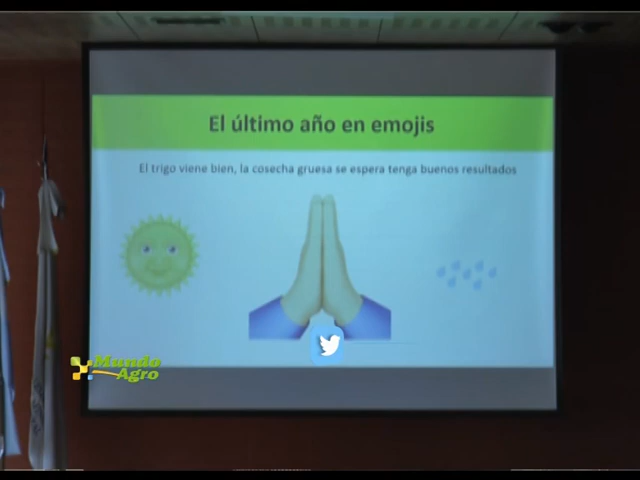 El último año en emojis
El trigo viene bien, la cosecha gruesa se espera tenga buenos resultados
Mundo
Agro